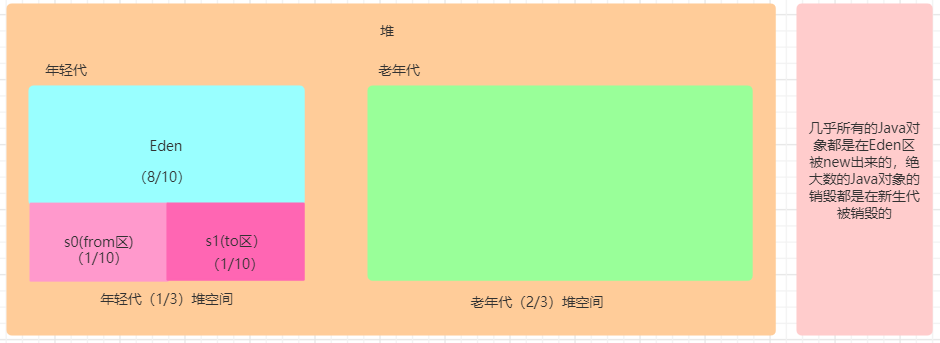 堆
年轻代
老年代
Eden
（8/10）
s0(from区)
（1/10）
s1(to区)
（1/10）
年轻代（1/3）堆空间
老年代（2/3）堆空间
几乎所有的Java对
象都是在Eden区
被new出来的，绝
大数的Java对象的
销毁都是在新生代
被销毁的